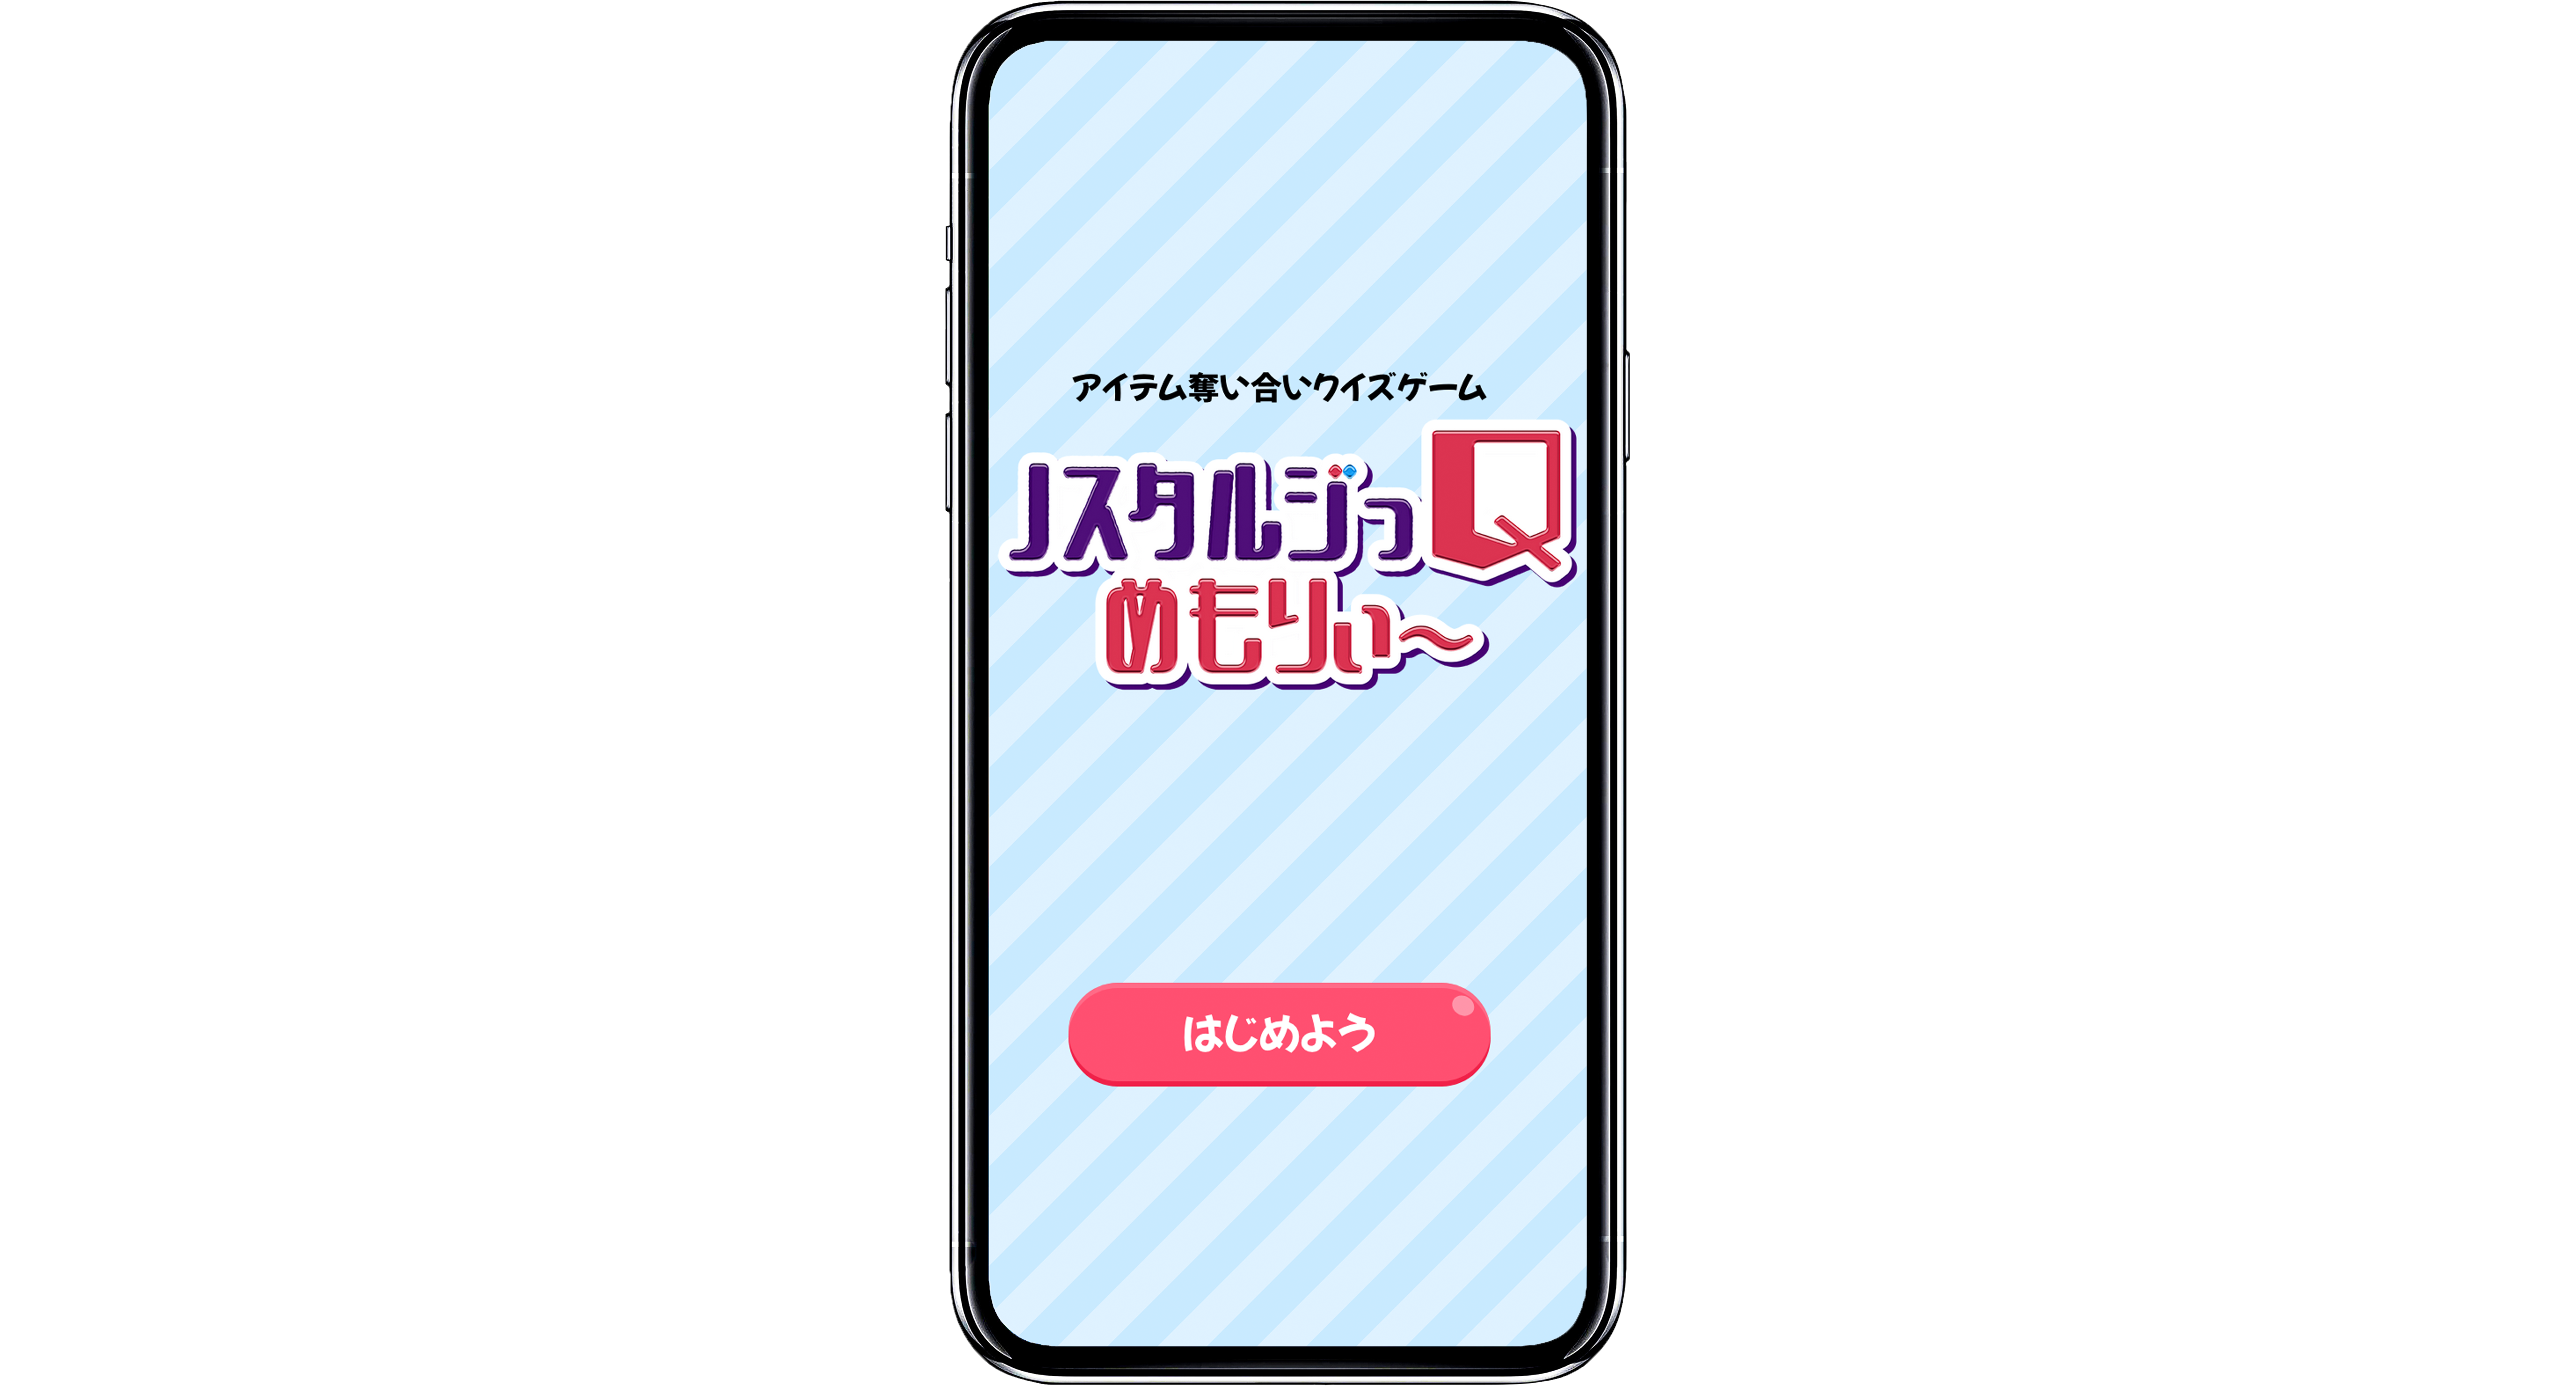 アイテム奪い合いクイズゲーム
ノスタルジっQ
めもりぃ～
はじめよう